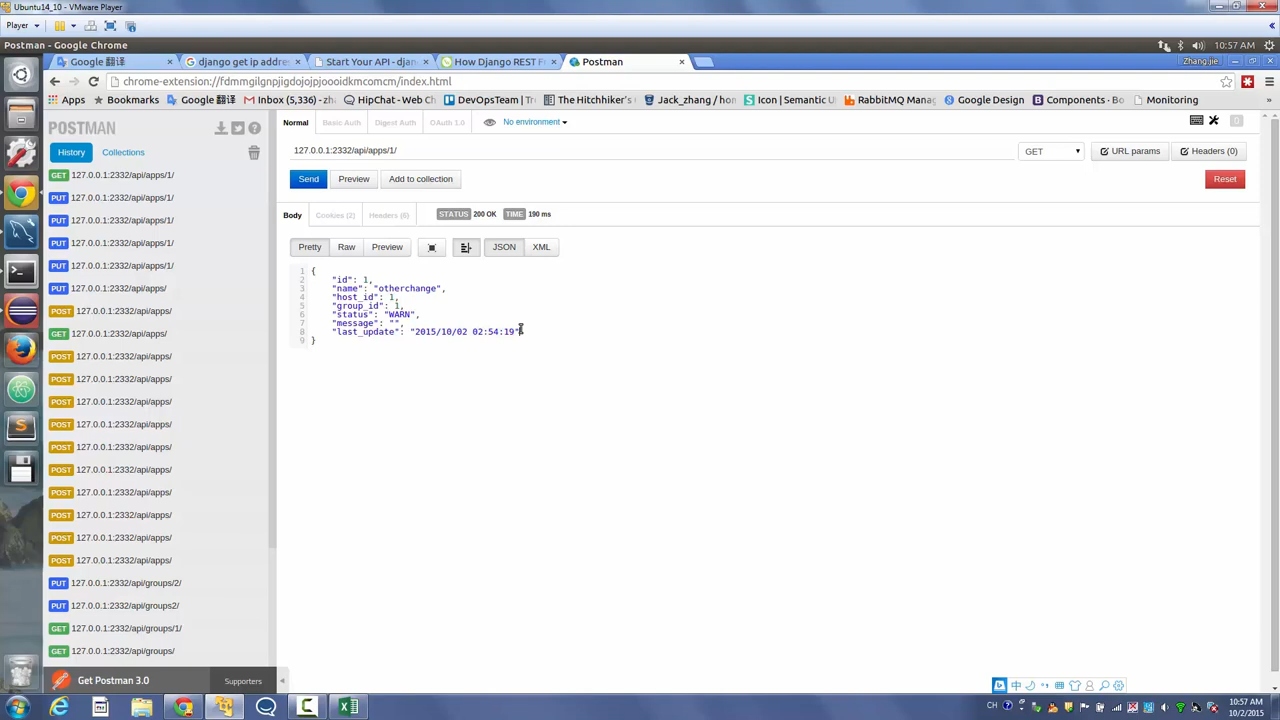 Ubuntu14_10 - VMware Player
Player
Postman - Google Chrome
10:57 AM
Google 翻译
django get ip addre
Start Your API - djan
How Django REST F
Postman
Zhangjie
chrome-extension://fdmmgilgnpjigdojojpjoooidkmcomcm/index.html
Apps
Bookmarks
Google 翻译
Inbox (5,336) - zh
HipChat - Web C
DevOpsTeam | Tr
The Hitchhiker's
Jack_zhang / ho
Icon | Semantic U
RabbitMQ Mana
Google Design
Components · Bo
Monitoring
POSTMAN
History
Collections
GET 127.0.0.1:2332/api/apps/1/
PUT 127.0.0.1:2332/api/apps/1/
PUT 127.0.0.1:2332/api/apps/1/
PUT 127.0.0.1:2332/api/apps/1/
PUT 127.0.0.1:2332/api/apps/1/
PUT 127.0.0.1:2332/api/apps/
POST 127.0.0.1:2332/api/apps/
GET 127.0.0.1:2332/api/apps/
POST 127.0.0.1:2332/api/apps/
POST 127.0.0.1:2332/api/apps/
POST 127.0.0.1:2332/api/apps/
POST 127.0.0.1:2332/api/apps/
POST 127.0.0.1:2332/api/apps/
POST 127.0.0.1:2332/api/apps/
POST 127.0.0.1:2332/api/apps/
POST 127.0.0.1:2332/api/apps/
POST 127.0.0.1:2332/api/apps/
POST 127.0.0.1:2332/api/apps/
PUT 127.0.0.1:2332/api/groups/2/
PUT 127.0.0.1:2332/api/groups2/
GET 127.0.0.1:2332/api/groups/1/
GET 127.0.0.1:2332/api/groups/
Get Postman 3.0
Supporters
Normal
Basic Auth
Digest Auth
OAuth 1.0
No environment
0
127.0.0.1:2332/api/apps/1/
GET
URL params
Headers (0)
Send
Preview
Add to collection
Reset
Body
Cookies (2)
Headers (6)
STATUS 200 OK
TIME 190 ms
Pretty
Raw
Preview
JSON
XML
1 {
2 "id": 1,
3 "name": "otherchange",
4 "host_id": 1,
5 "group_id": 1,
6 "status": "WARN",
7 "message": "",
8 "last_update": "2015/10/02 02:54:19"
9 }
中
CH
10:57 AM
10/2/2015